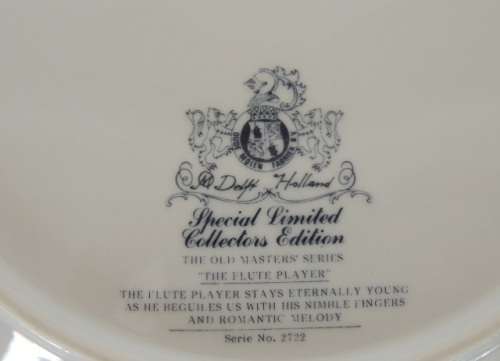 Delft Holland
Special Limited
Collectors Edition
THE OLD MASTERS' SERIES
"THE FLUTE PLAYER"
THE FLUTE PLAYER STAYS ETERNALLY YOUNG
AS HE BEGUILES US WITH HIS NIMBLE FINGERS
AND ROMANTIC MELODY
Serie No. 2722